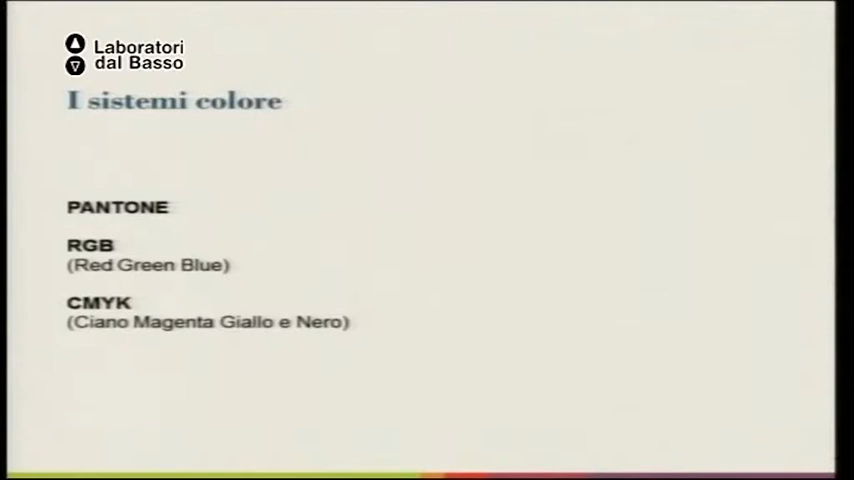 Laboratori
dal Basso
I sistemi colore
PANTONE
RGB
(Red Green Blue)
CMYK
(Ciano Magenta Giallo e Nero)